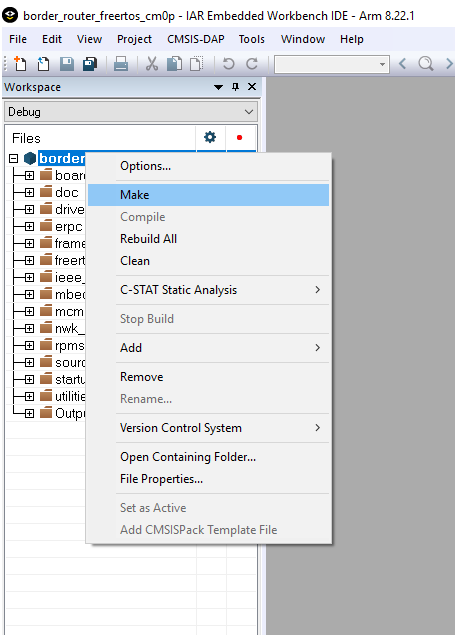 border_router_freertos_cm0p - IAR Embedded Workbench IDE - Arm 8.22.1
File Edit View Project CMSIS-DAP Tools Window Help
Workspace
Debug
Files
border
Options...
boar
Make
doc
drive
Compile
erpc
Rebuild All
frame
Clean
freert
ieee_
C-STAT Static Analysis
mbec
mcm
Stop Build
nwk_
rpms
Add
sourc
startu
Remove
utilitie
Rename...
Outpu
Version Control System
Open Containing Folder...
File Properties...
Set as Active
Add CMSISPack Template File